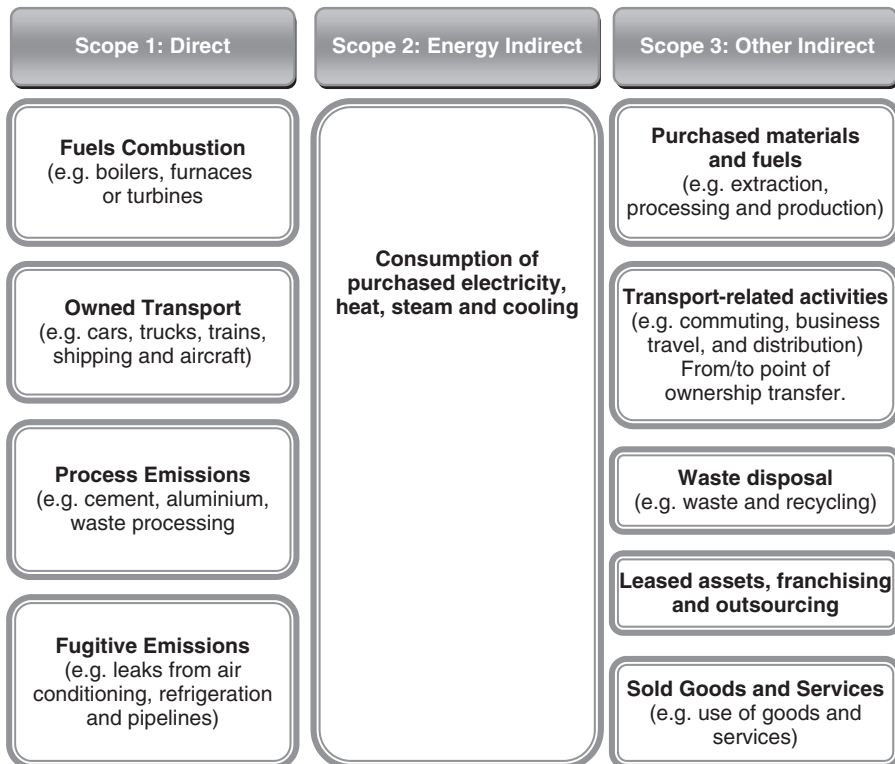 Scope 1: Direct
Fuels Combustion
(e.g. boilers, furnaces
or turbines
Owned Transport
(e.g. cars, trucks, trains,
shipping and aircraft)
Process Emissions
(e.g. cement, aluminium,
waste processing
Fugitive Emissions
(e.g. leaks from air
conditioning, refrigeration
and pipelines)
Scope 2: Energy Indirect
Consumption of
purchased electricity,
heat, steam and cooling
Scope 3: Other Indirect
Purchased materials
and fuels
(e.g. extraction,
processing and production)
Transport-related activities
(e.g. commuting, business
travel, and distribution)
From/to point of
ownership transfer.
Waste disposal
(e.g. waste and recycling)
Leased assets, franchising
and outsourcing
Sold Goods and Services
(e.g. use of goods and
services)